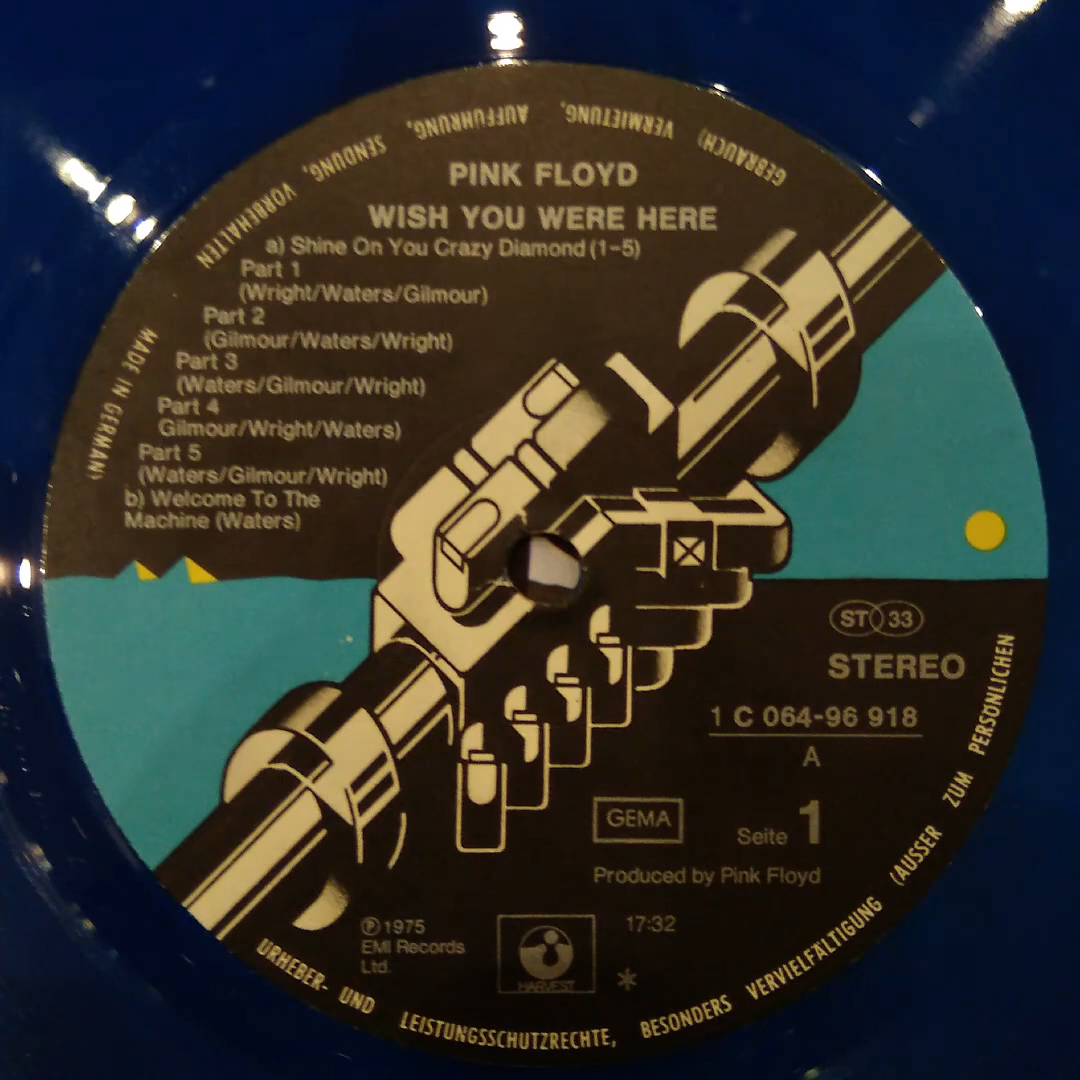 PINK FLOYD
WISH YOU WERE HERE
a) Shine On You Crazy Diamond (1-5)
Part 1
(Wright/Waters/Gilmour)
Part 2
(Gilmour/Waters/Wright)
Part 3
(Waters/Gilmour/Wright)
Part 4
Gilmour/Wright/Waters)
Part 5
(Waters/Gilmour/Wright)
b) Welcome To The
Machine (Waters)
ST 33
STEREO
1 C 064-96 918
A
GEMA
Seite 1
Produced by Pink Floyd
℗ 1975
EMI Records
Ltd.
HARVEST
17:32
*
MADE IN GERMANY
URHEBER- UND LEISTUNGSSCHUTZRECHTE, BESONDERS VERVIELFÄLTIGUNG (AUSSER ZUM PERSÖNLICHEN GEBRAUCH) VERMIETUNG, AUFFÜHRUNG, SENDUNG, VORBEHALTEN